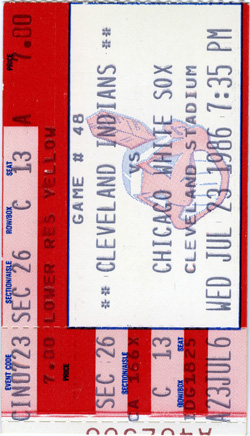 EVENT CODE SECTION/AISLE ROW/BOX SEAT PRICE
CIN0723 SEC 26 C 13 A 7.00
7.00 LOWER RES YELLOW
GAME # 48
** CLEVELAND INDIANS **
VS
CHICAGO WHITE SOX
CLEVELAND STADIUM
WED JUL 23, 1986 7:35 PM
SECTION/AISLE
SEC 26
CA 166X
ROW/BOX SEAT
C 13
A23JUL6